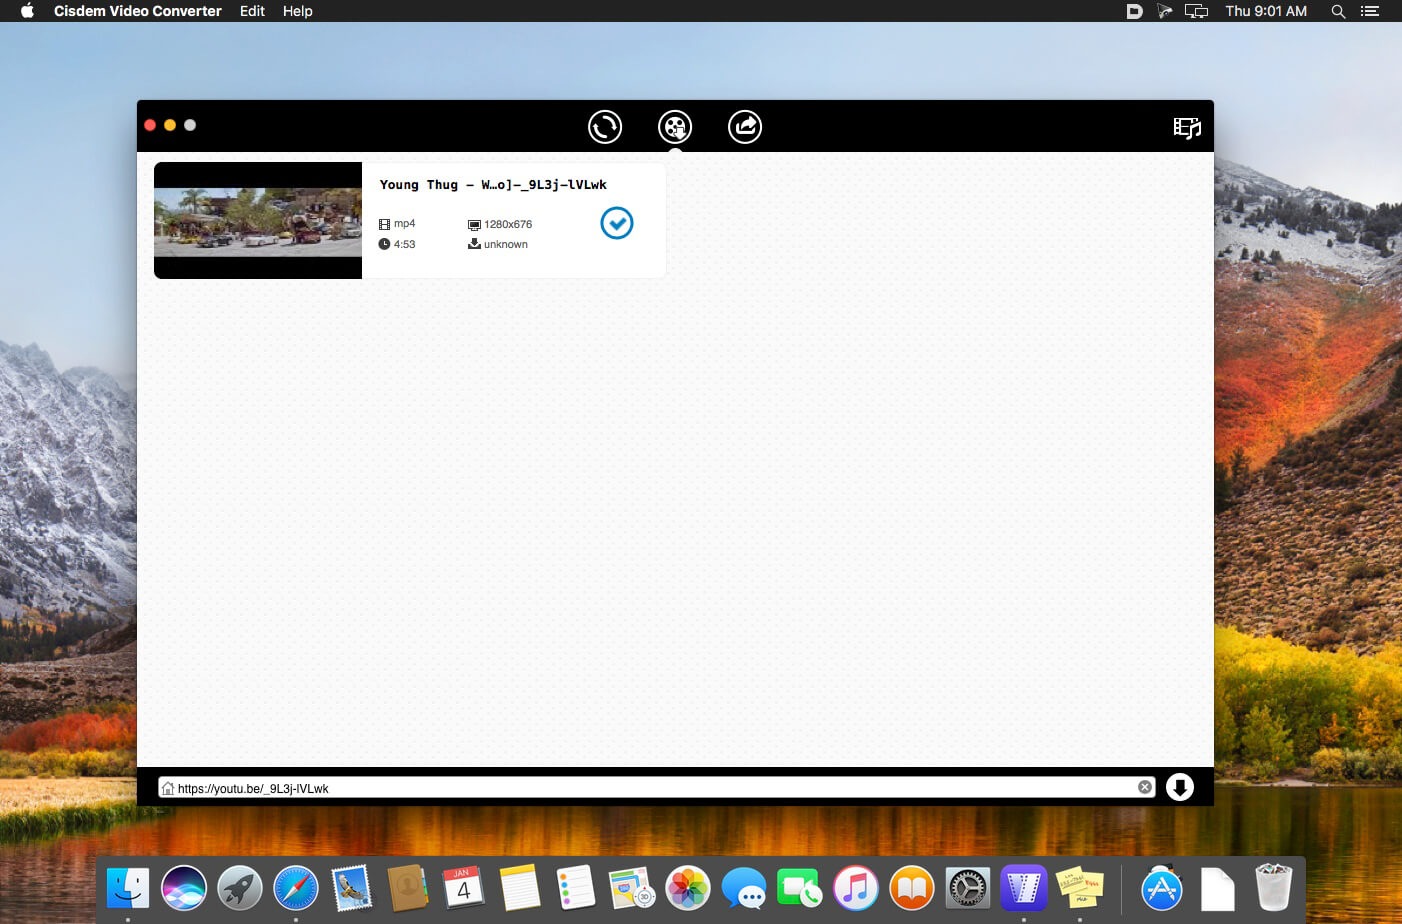 Cisdem Video Converter Edit Help
Thu 9:01 AM
Young Thug - W…o]-_9L3j-lVLwk
mp4
1280x676
4:53
unknown
https://youtu.be/_9L3j-lVLwk
JAN
4
3D